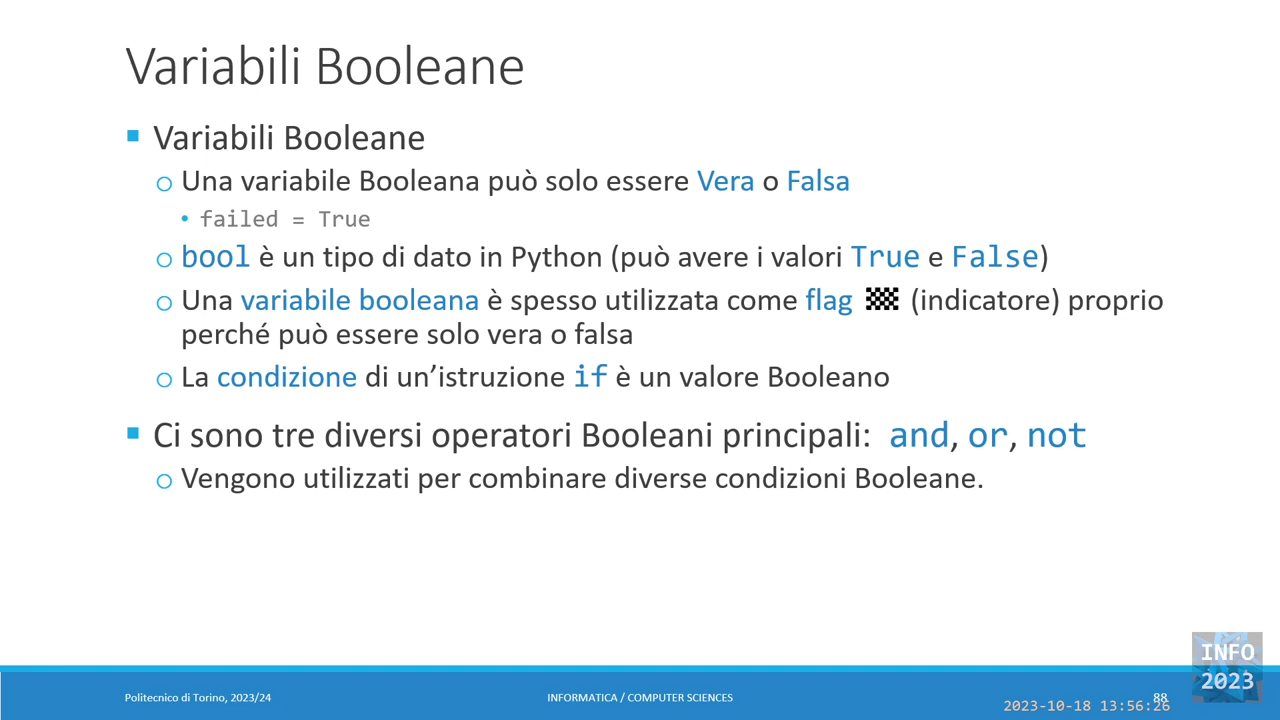 Variabili Booleane
Variabili Booleane
Una variabile Booleana può solo essere Vera o Falsa
failed = True
bool è un tipo di dato in Python (può avere i valori True e False)
Una variabile booleana è spesso utilizzata come flag (indicatore) proprio
perché può essere solo vera o falsa
La condizione di un’istruzione if è un valore Booleano
Ci sono tre diversi operatori Booleani principali: and, or, not
Vengono utilizzati per combinare diverse condizioni Booleane.
INFO
2023
Politecnico di Torino, 2023/24
INFORMATICA / COMPUTER SCIENCES
88
2023-10-18 13:56:26